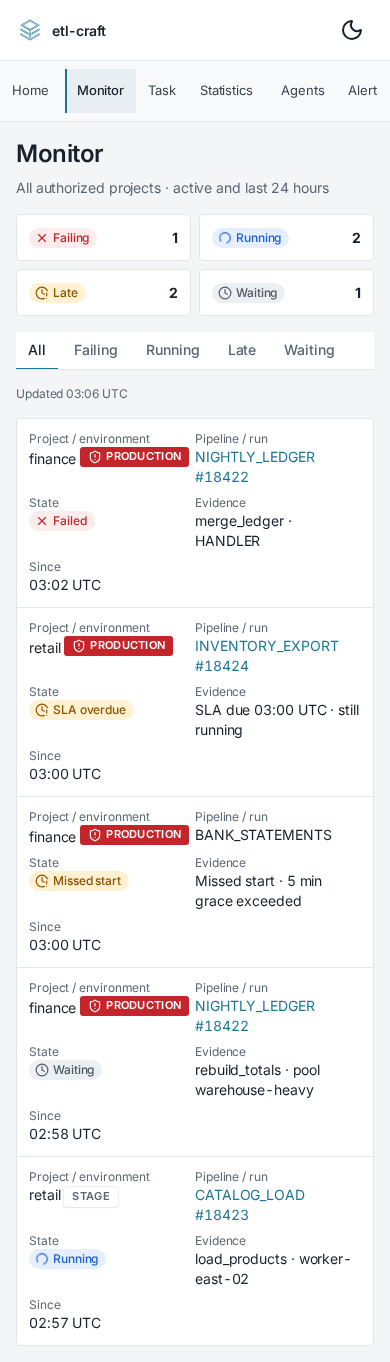 etl-craft
Home Monitor Task Statistics Agents Alert
Monitor
All authorized projects · active and last 24 hours
Failing 1
Running 2
Late 2
Waiting 1
All Failing Running Late Waiting
Updated 03:06 UTC
Project / environment
finance PRODUCTION
Pipeline / run
NIGHTLY_LEDGER
#18422
State
Failed
Evidence
merge_ledger ·
HANDLER
Since
03:02 UTC
Project / environment
retail PRODUCTION
Pipeline / run
INVENTORY_EXPORT
#18424
State
SLA overdue
Evidence
SLA due 03:00 UTC · still
running
Since
03:00 UTC
Project / environment
finance PRODUCTION
Pipeline / run
BANK_STATEMENTS
State
Missed start
Evidence
Missed start · 5 min
grace exceeded
Since
03:00 UTC
Project / environment
finance PRODUCTION
Pipeline / run
NIGHTLY_LEDGER
#18422
State
Waiting
Evidence
rebuild_totals · pool
warehouse-heavy
Since
02:58 UTC
Project / environment
retail STAGE
Pipeline / run
CATALOG_LOAD
#18423
State
Running
Evidence
load_products · worker-
east-02
Since
02:57 UTC